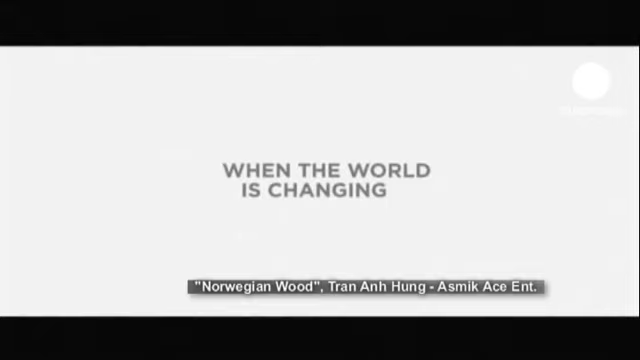 WHEN THE WORLD
IS CHANGING
"Norwegian Wood", Tran Anh Hung - Asmik Ace Ent.